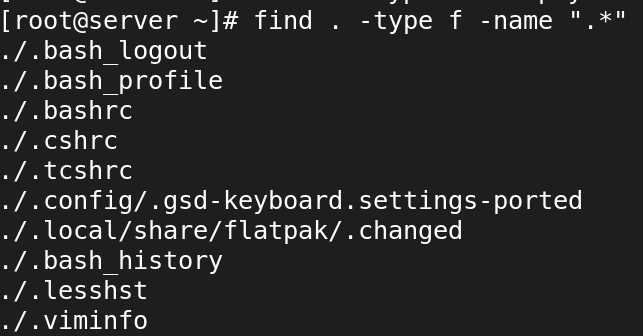 [root@server ~]# find . -type f -name ".*"
./.bash_logout
./.bash_profile
./.bashrc
./.cshrc
./.tcshrc
./.config/.gsd-keyboard.settings-ported
./.local/share/flatpak/.changed
./.bash_history
./.lesshst
./.viminfo